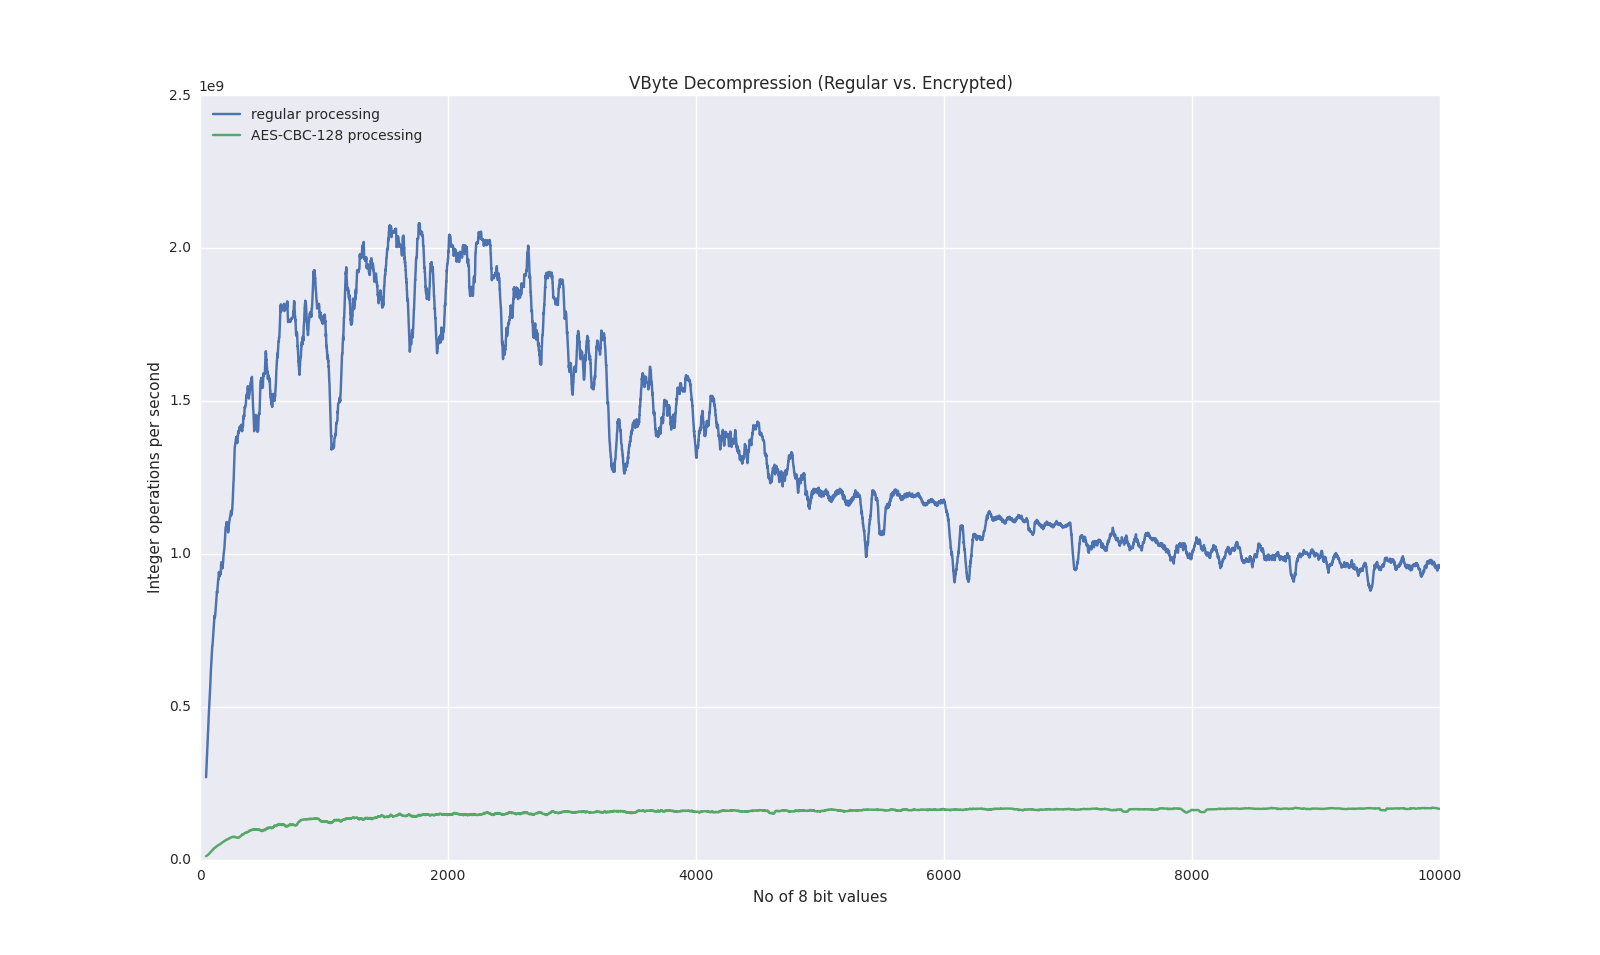 VByte Decompression (Regular vs. Encrypted)
1e9
2.5
regular processing
AES-CBC-128 processing
2.0
1.5
1.0
0.5
0.0
Integer operations per second
0 2000 4000 6000 8000 10000
No of 8 bit values